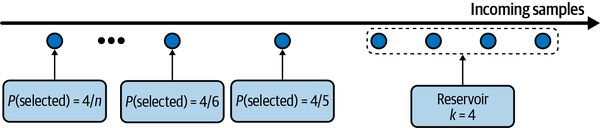 Incoming samples
P(selected) = 4/n
P(selected) = 4/6
P(selected) = 4/5
Reservoir
k = 4